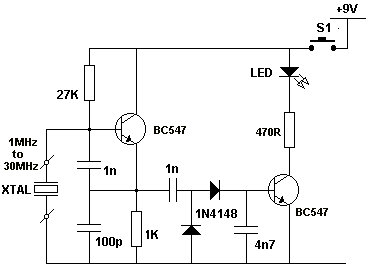 +9V
S1
LED
27K
BC547
470R
1MHz
to
30MHz
1n
1n
XTAL
1N4148
BC547
100p
1K
4n7